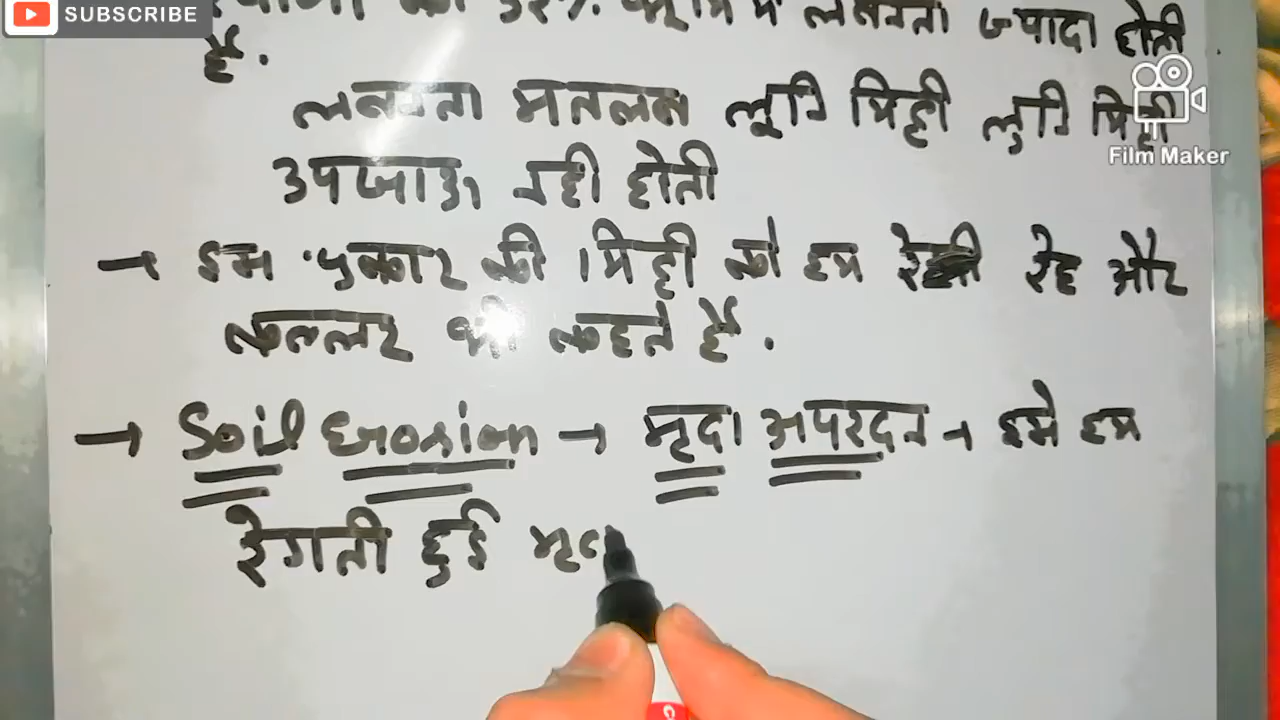 SUBSCRIBE
में लवणता ज्यादा होती
है.
लवणता मतलब लूनि मिट्टी लुनि मिट्टी
Film Maker
उपजाऊ नही होती
→ इस प्रकार की मिट्टी को हम रेह और
कल्लर भी कहते है.
→ Soil Erosion → मृदा अपरदन → इसे हम
रेगती हुई मृद